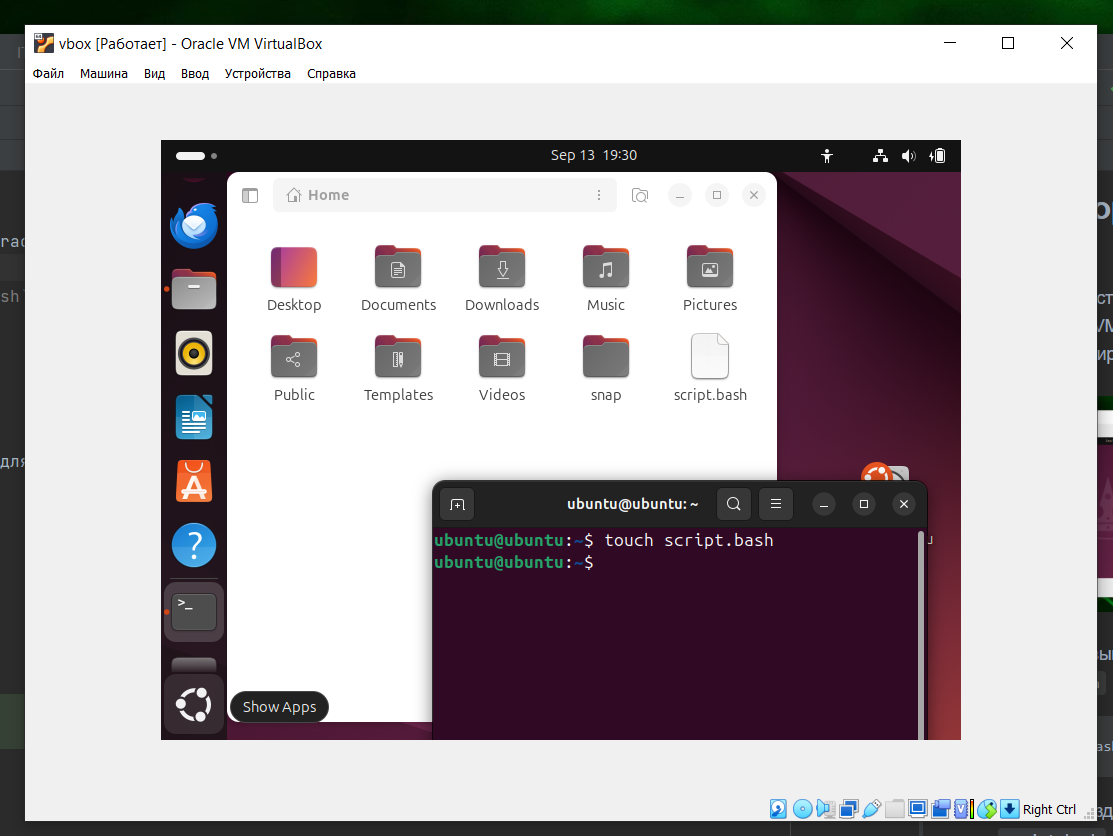 vbox [Работает] - Oracle VM VirtualBox
Файл Машина Вид Ввод Устройства Справка
Sep 13 19:30
Home
Desktop Documents Downloads Music Pictures
Public Templates Videos snap script.bash
ubuntu@ubuntu: ~
ubuntu@ubuntu:~$ touch script.bash
ubuntu@ubuntu:~$
Show Apps
Right Ctrl
для